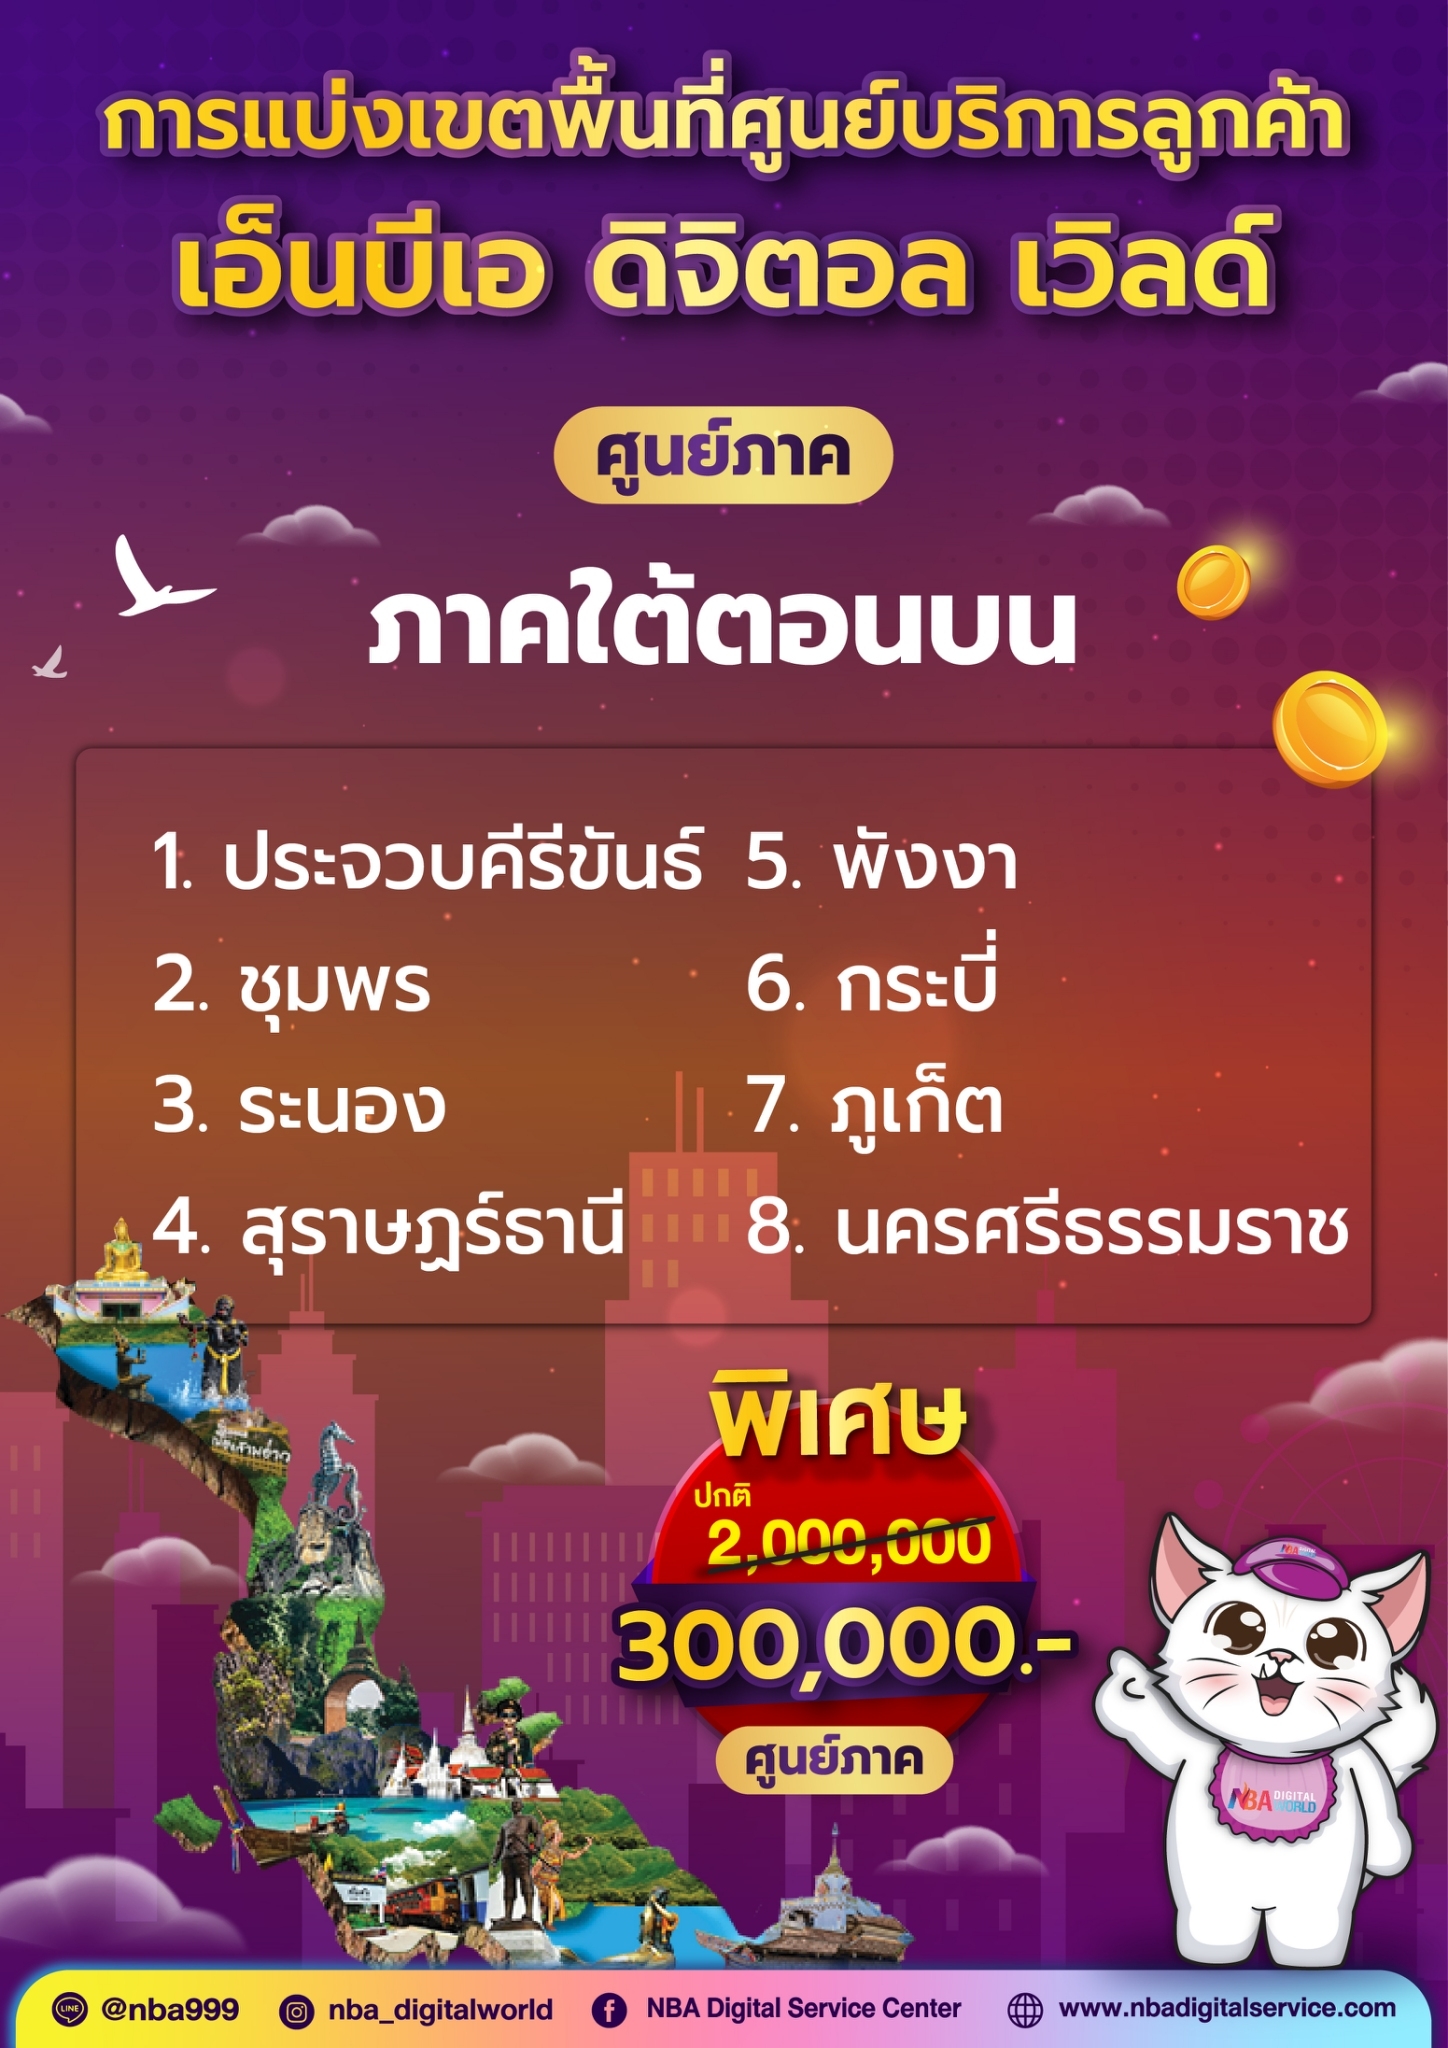 การแบ่งเขตพื้นที่ศูนย์บริการลูกค้า
เอ็นบีเอ ดิจิตอล เวิลด์
ศูนย์ภาค
ภาคใต้ตอนบน
1. ประจวบคีรีขันธ์
2. ชุมพร
3. ระนอง
4. สุราษฏร์ธานี
5. พังงา
6. กระบี่
7. ภูเก็ต
8. นครศรีธรรมราช
พิเศษ
ปกติ
2,000,000
300,000.-
ศูนย์ภาค
NBA DIGITAL WORLD
LINE @nba999
nba_digitalworld
NBA Digital Service Center
www.nbadigitalservice.com